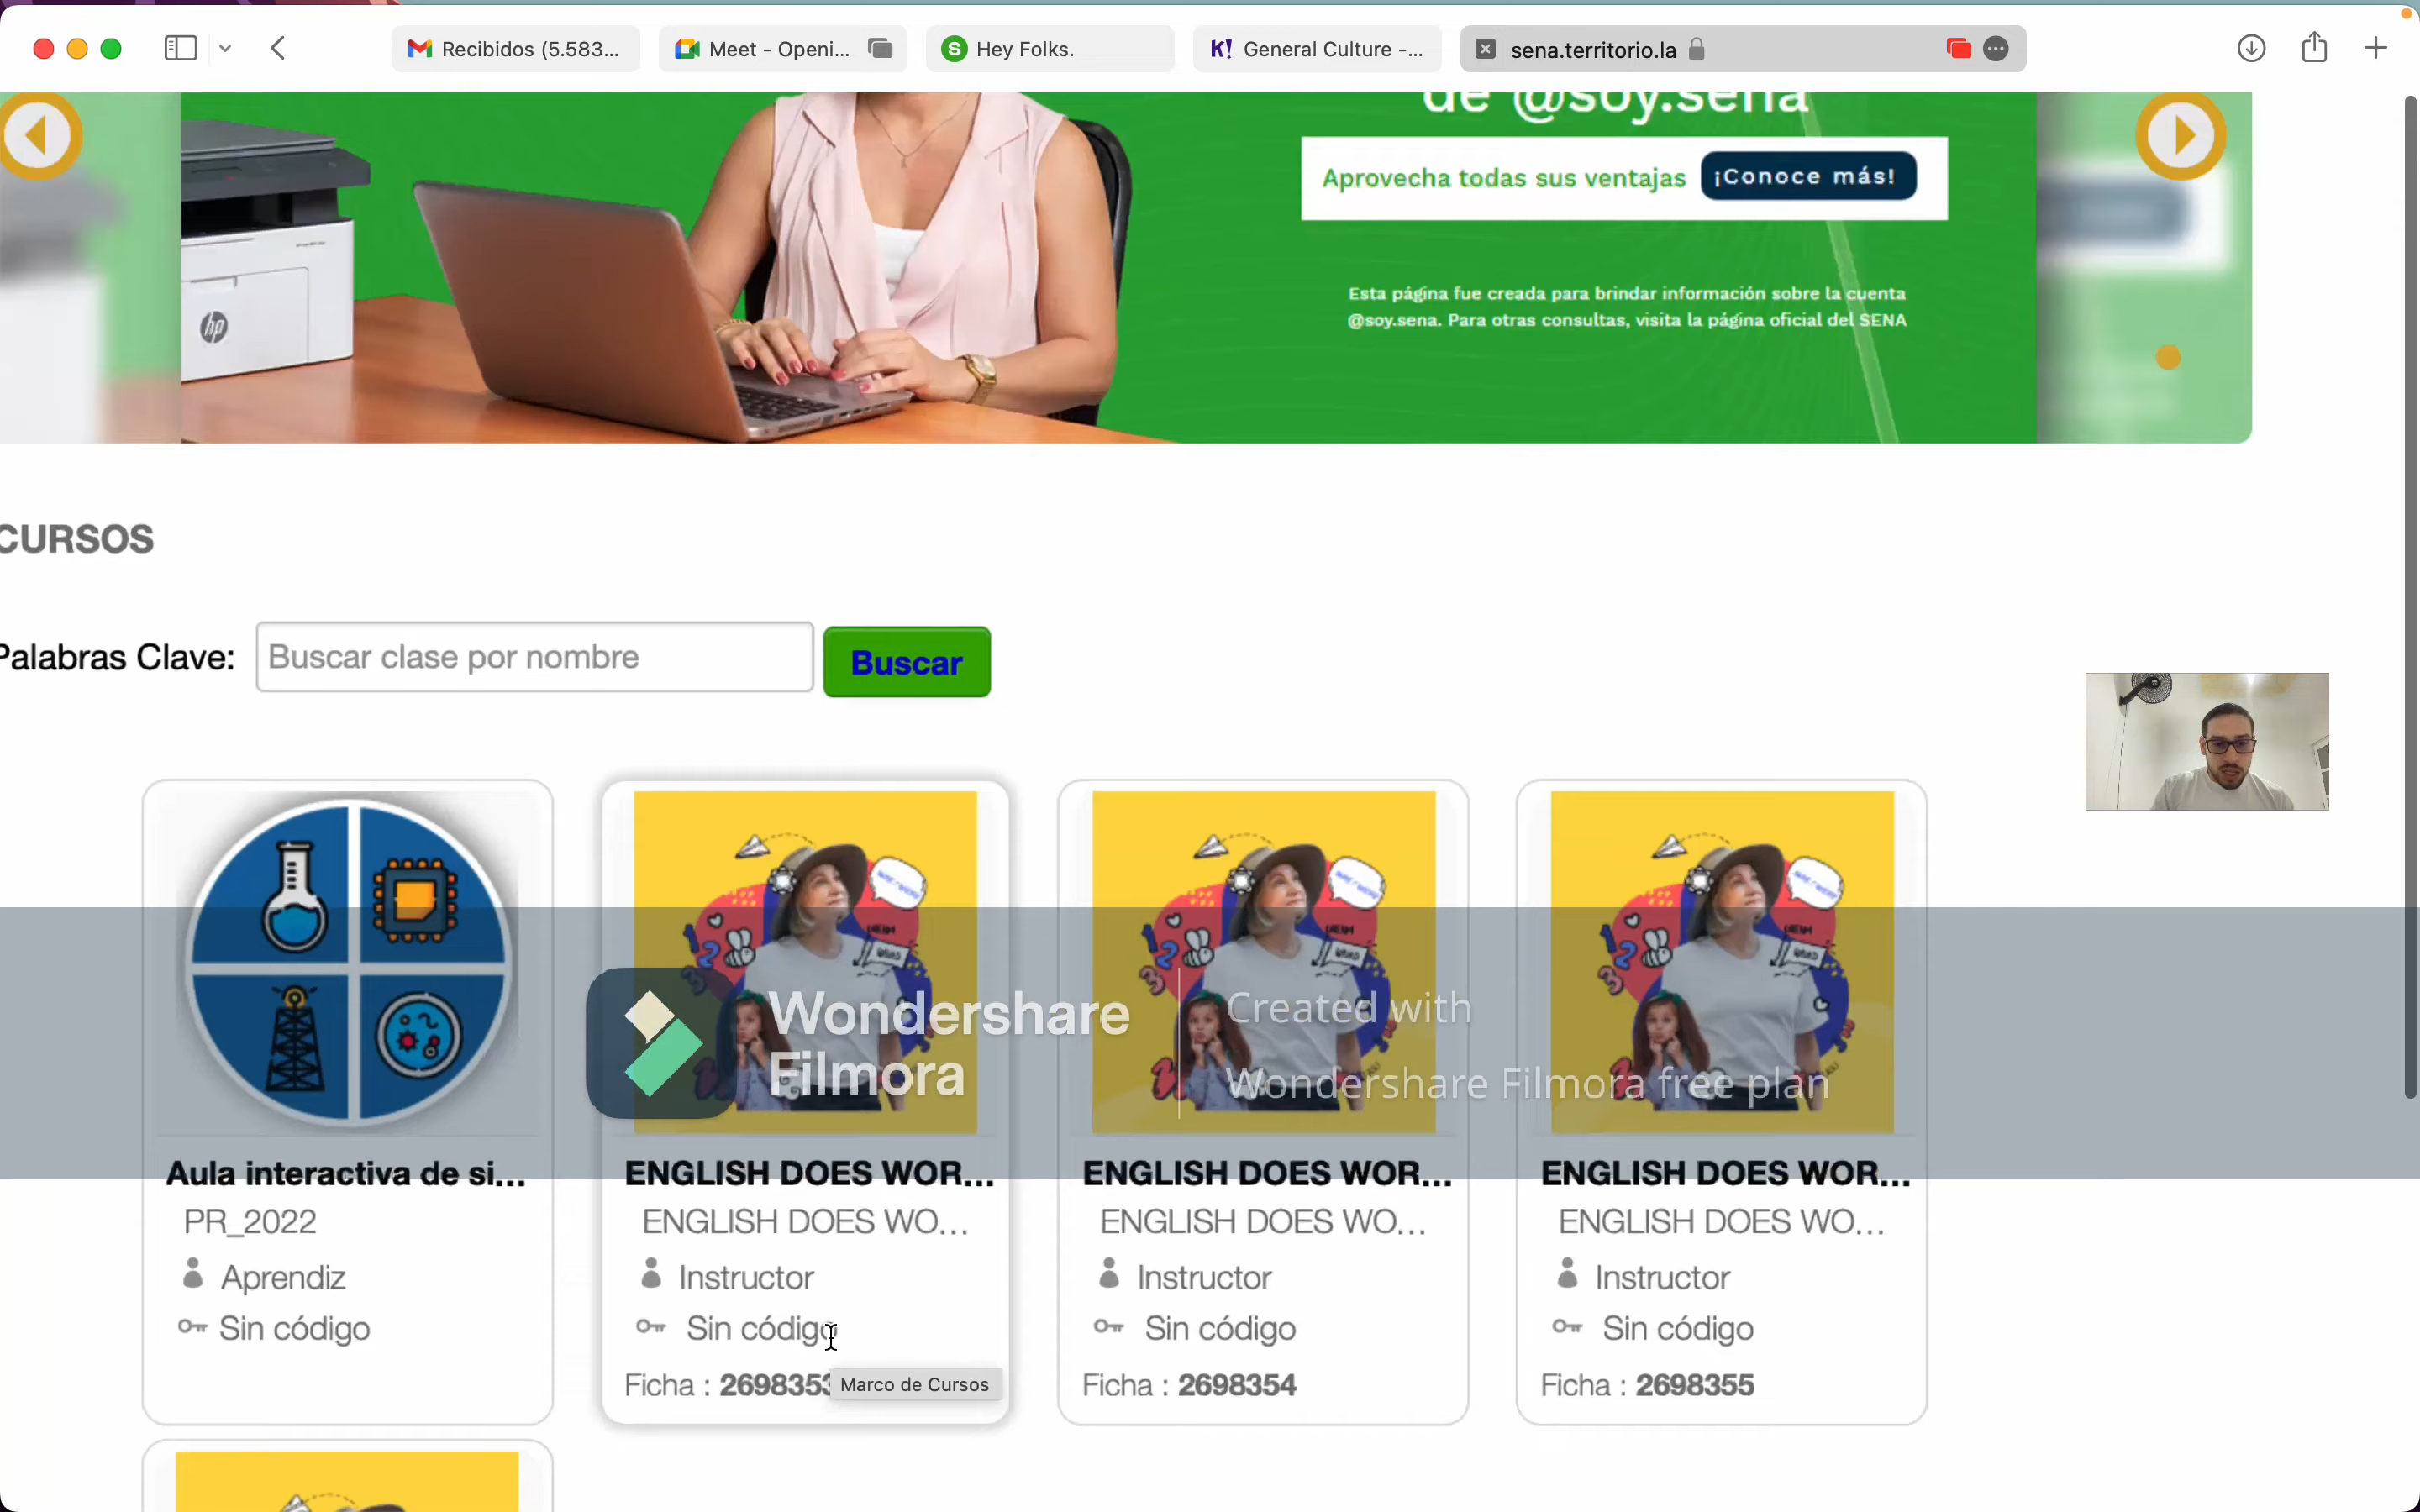 Recibidos (5.583...
Meet - Openi...
S Hey Folks.
K! General Culture -...
sena.territorio.la
de @soy.sena
Aprovecha todas sus ventajas
¡Conoce más!
Esta página fue creada para brindar información sobre la cuenta
@soy.sena. Para otras consultas, visita la página oficial del SENA
hp
CURSOS
Palabras Clave:
Buscar clase por nombre
Buscar
Wondershare
Filmora
Created with
Wondershare Filmora free plan
Aula interactiva de si...
PR_2022
Aprendiz
Sin código
ENGLISH DOES WOR...
ENGLISH DOES WO...
Instructor
Sin código
Ficha : 2698353
Marco de Cursos
ENGLISH DOES WOR...
ENGLISH DOES WO...
Instructor
Sin código
Ficha : 2698354
ENGLISH DOES WOR...
ENGLISH DOES WO...
Instructor
Sin código
Ficha : 2698355